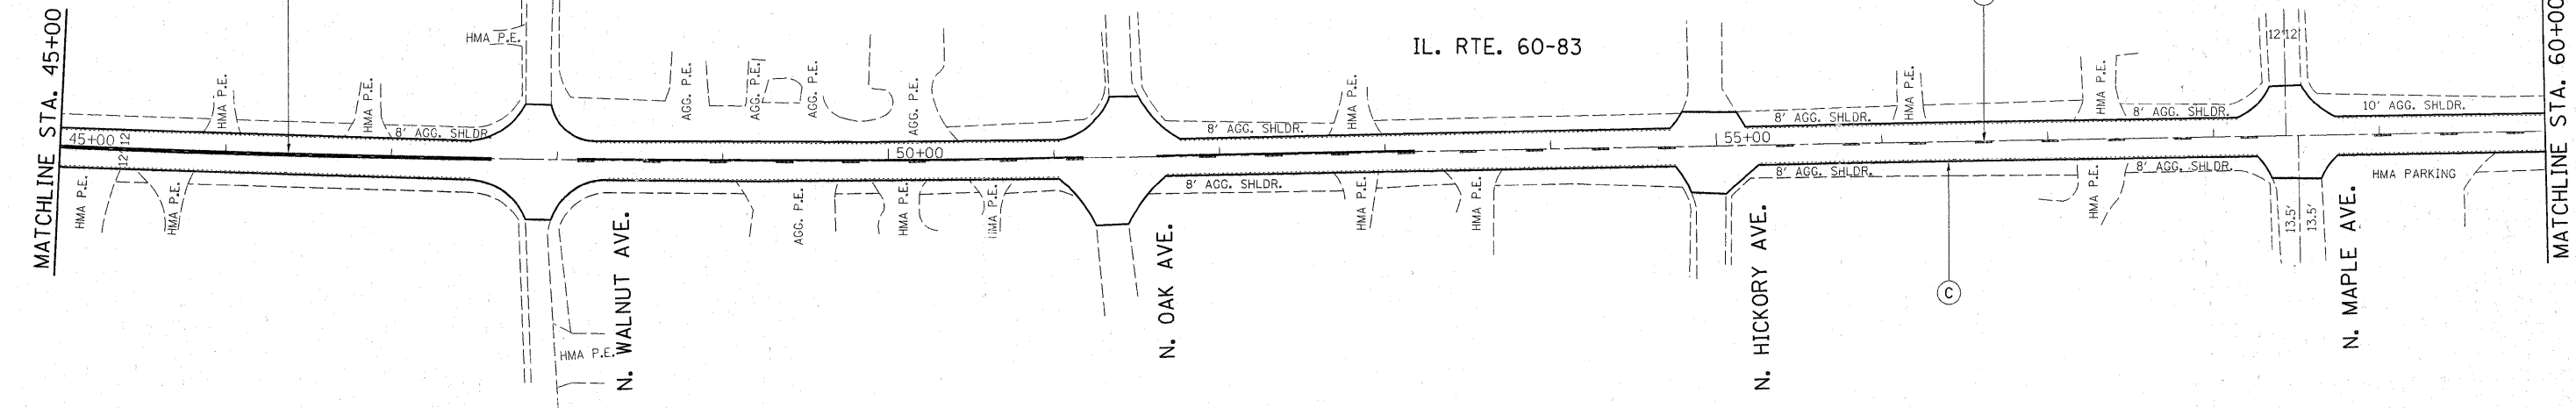 MATCHLINE STA. 45+00
45+00
12'
12'
HMA P.E.
HMA P.E.
HMA P.E.
HMA P.E.
8' AGG. SHLDR.
HMA P.E.
HMA P.E.
N. WALNUT AVE.
AGG. P.E.
AGG. P.E.
AGG. P.E.
AGG. P.E.
50+00
AGG. P.E.
HMA P.E.
HMA P.E.
N. OAK AVE.
8' AGG. SHLDR.
8' AGG. SHLDR.
HMA P.E.
IL. RTE. 60-83
HMA P.E.
HMA P.E.
55+00
N. HICKORY AVE.
8' AGG. SHLDR.
8' AGG. SHLDR.
HMA P.E.
C
HMA P.E.
HMA P.E.
8' AGG. SHLDR.
8' AGG. SHLDR.
12'
12'
13.5'
13.5'
N. MAPLE AVE.
10' AGG. SHLDR.
HMA PARKING
MATCHLINE STA. 60+00